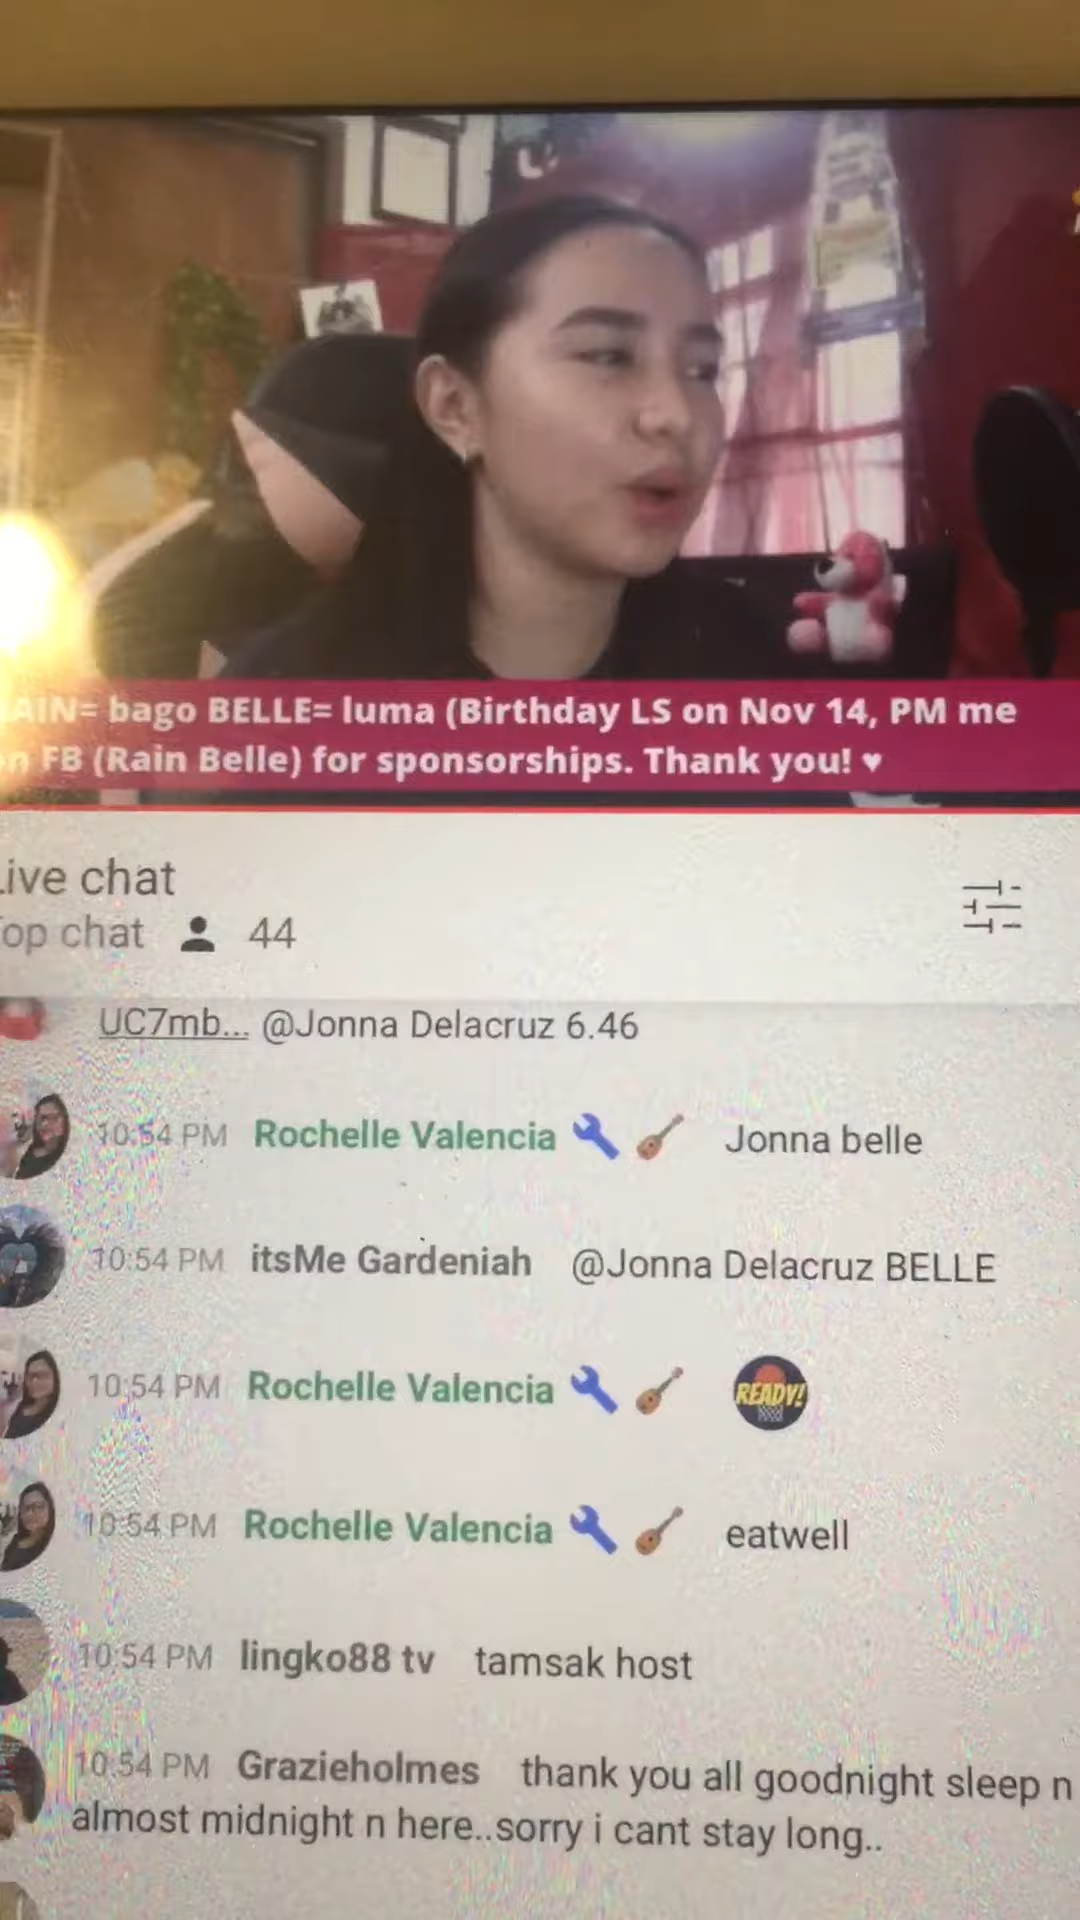 AIN= bago BELLE= luma (Birthday LS on Nov 14, PM me
n FB (Rain Belle) for sponsorships. Thank you! ♥
Live chat
op chat 44
UC7mb... @Jonna Delacruz 6.46
10:54 PM Rochelle Valencia Jonna belle
10:54 PM itsMe Gardeniah @Jonna Delacruz BELLE
10:54 PM Rochelle Valencia READY!
10:54 PM Rochelle Valencia eatwell
10:54 PM lingko88 tv tamsak host
10:54 PM Grazieholmes thank you all goodnight sleep n
almost midnight n here..sorry i cant stay long..